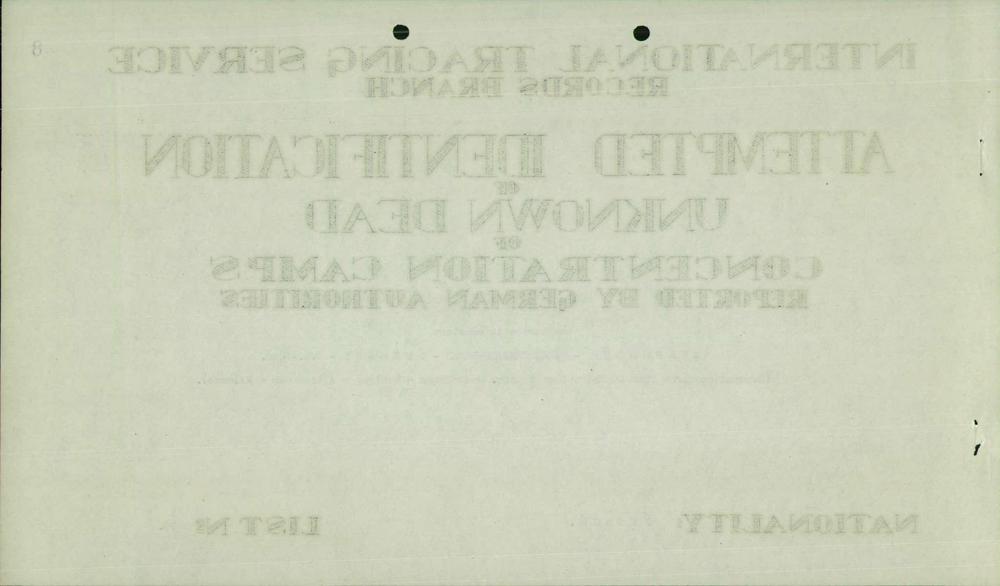 8
INTERNATIONAL TRACING SERVICE
RECORDS BRANCH
ATTEMPTED IDENTIFICATION
OF
UNKNOWN DEAD
OF
CONCENTRATION CAMPS
REPORTED BY GERMAN AUTHORITIES
NATIONALITY:
LIST Nº